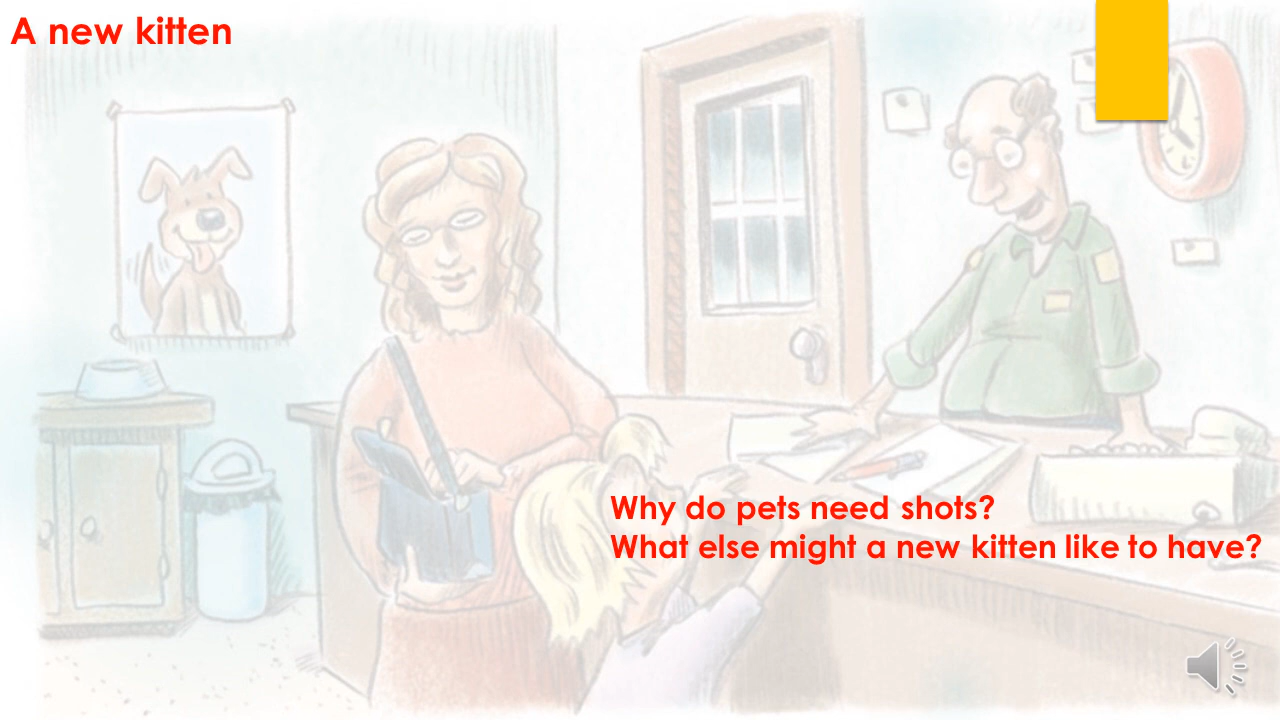 A new kitten
Why do pets need shots?
What else might a new kitten like to have?